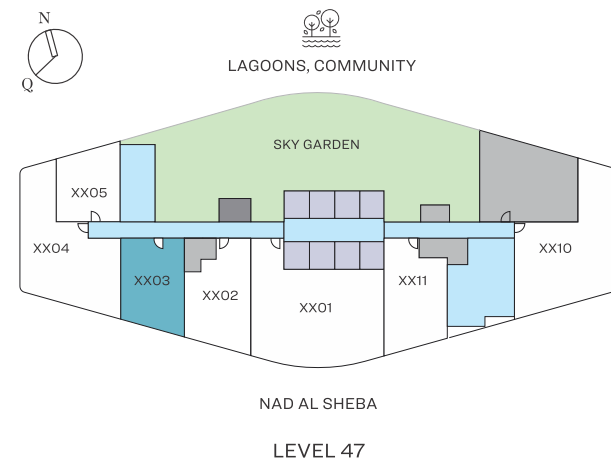 N
Q
LAGOONS, COMMUNITY
SKY GARDEN
XX05
XX04
XX03
XX02
XX01
XX11
XX10
NAD AL SHEBA
LEVEL 47